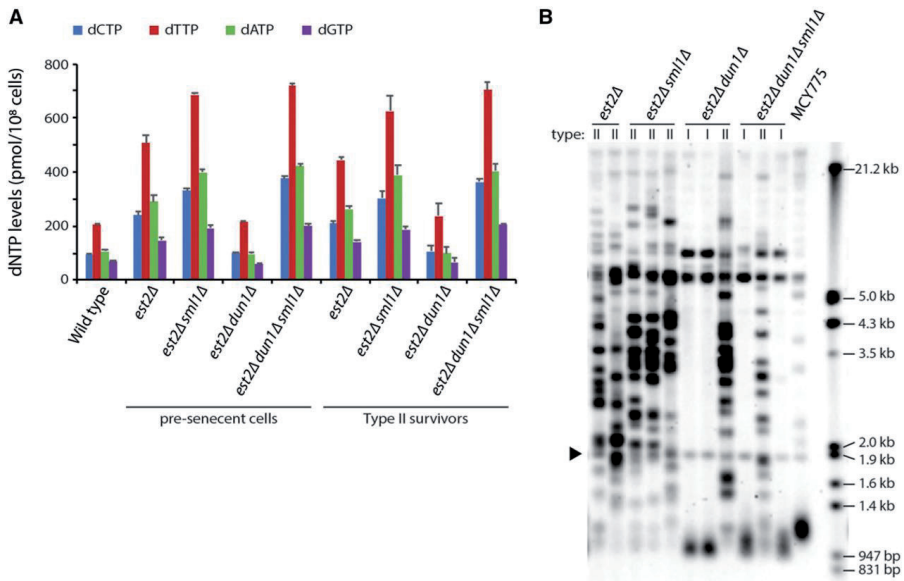 A
dCTP dTTP dATP dGTP
dNTP levels (pmol/10⁸ cells)
800
600
400
200
0
Wild type
est2Δ
est2Δ sml1Δ
est2Δ dun1Δ
est2Δ dun1Δ sml1Δ
est2Δ
est2Δ sml1Δ
est2Δ dun1Δ
est2Δ dun1Δ sml1Δ
pre-senecent cells
Type II survivors
B
est2Δ
est2Δ sml1Δ
est2Δ dun1Δ
est2Δ dun1Δ sml1Δ
MCY775
type: II II II II II I I II I II I
21.2 kb
5.0 kb
4.3 kb
3.5 kb
2.0 kb
1.9 kb
1.6 kb
1.4 kb
947 bp
831 bp